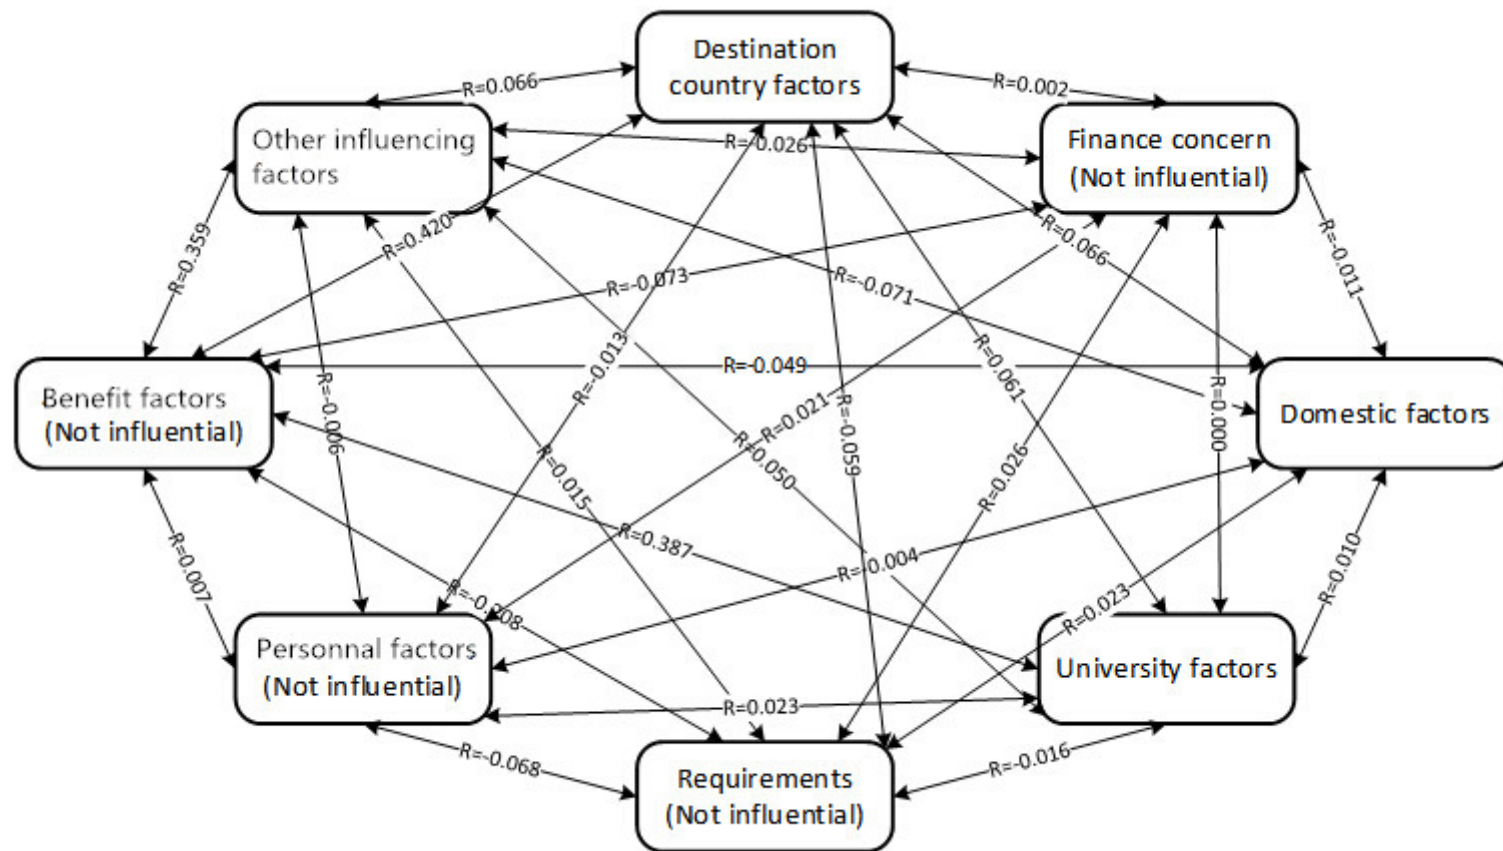 Destination
country factors
R=0.066
R=0.002
Other influencing
factors
R=-0.026
Finance concern
(Not influential)
R=0.420
R=0.066
R=0.359
R=-0.073
R=-0.071
R=-0.011
R=-0.013
R=-0.049
R=0.061
Benefit factors
(Not influential)
R=-0.006
R=0.021
R=0.000
Domestic factors
R=0.015
R=0.050
R=-0.059
R=0.026
R=0.387
R=-0.004
R=0.007
R=0.010
R=-0.208
R=0.023
Personnal factors
(Not influential)
University factors
R=0.023
R=-0.068
R=-0.016
Requirements
(Not influential)